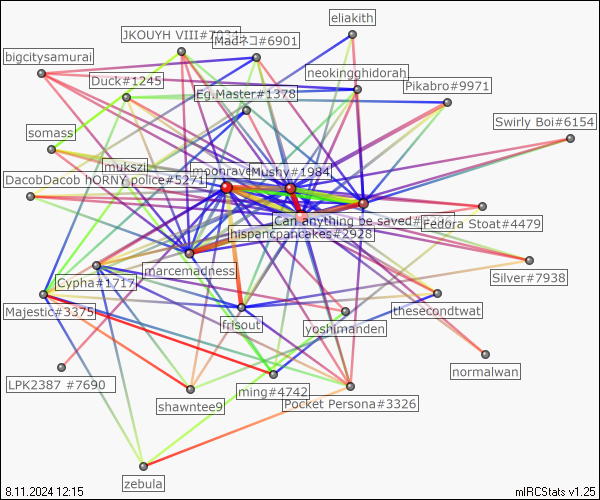 eliakith
JKOUYH VIII#7034
Madネコ#6901
bigcitysamurai
neokingghidorah
Duck#1245
Pikabro#9971
Eg.Master#1378
Swirly Boi#6154
somass
mukszi
moonrave
Mushy#1984
DacobDacob hORNY police#5271
Can anything be saved#
Fedora Stoat#4479
hispancpancakes#2928
marcemadness
Cypha#1717
Silver#7938
Majestic#3375
frisout
yoshimanden
thesecondtwat
normalwan
LPK2387 #7690
ming#4742
shawntee9
Pocket Persona#3326
zebula
8.11.2024 12:15
mIRCStats v1.25